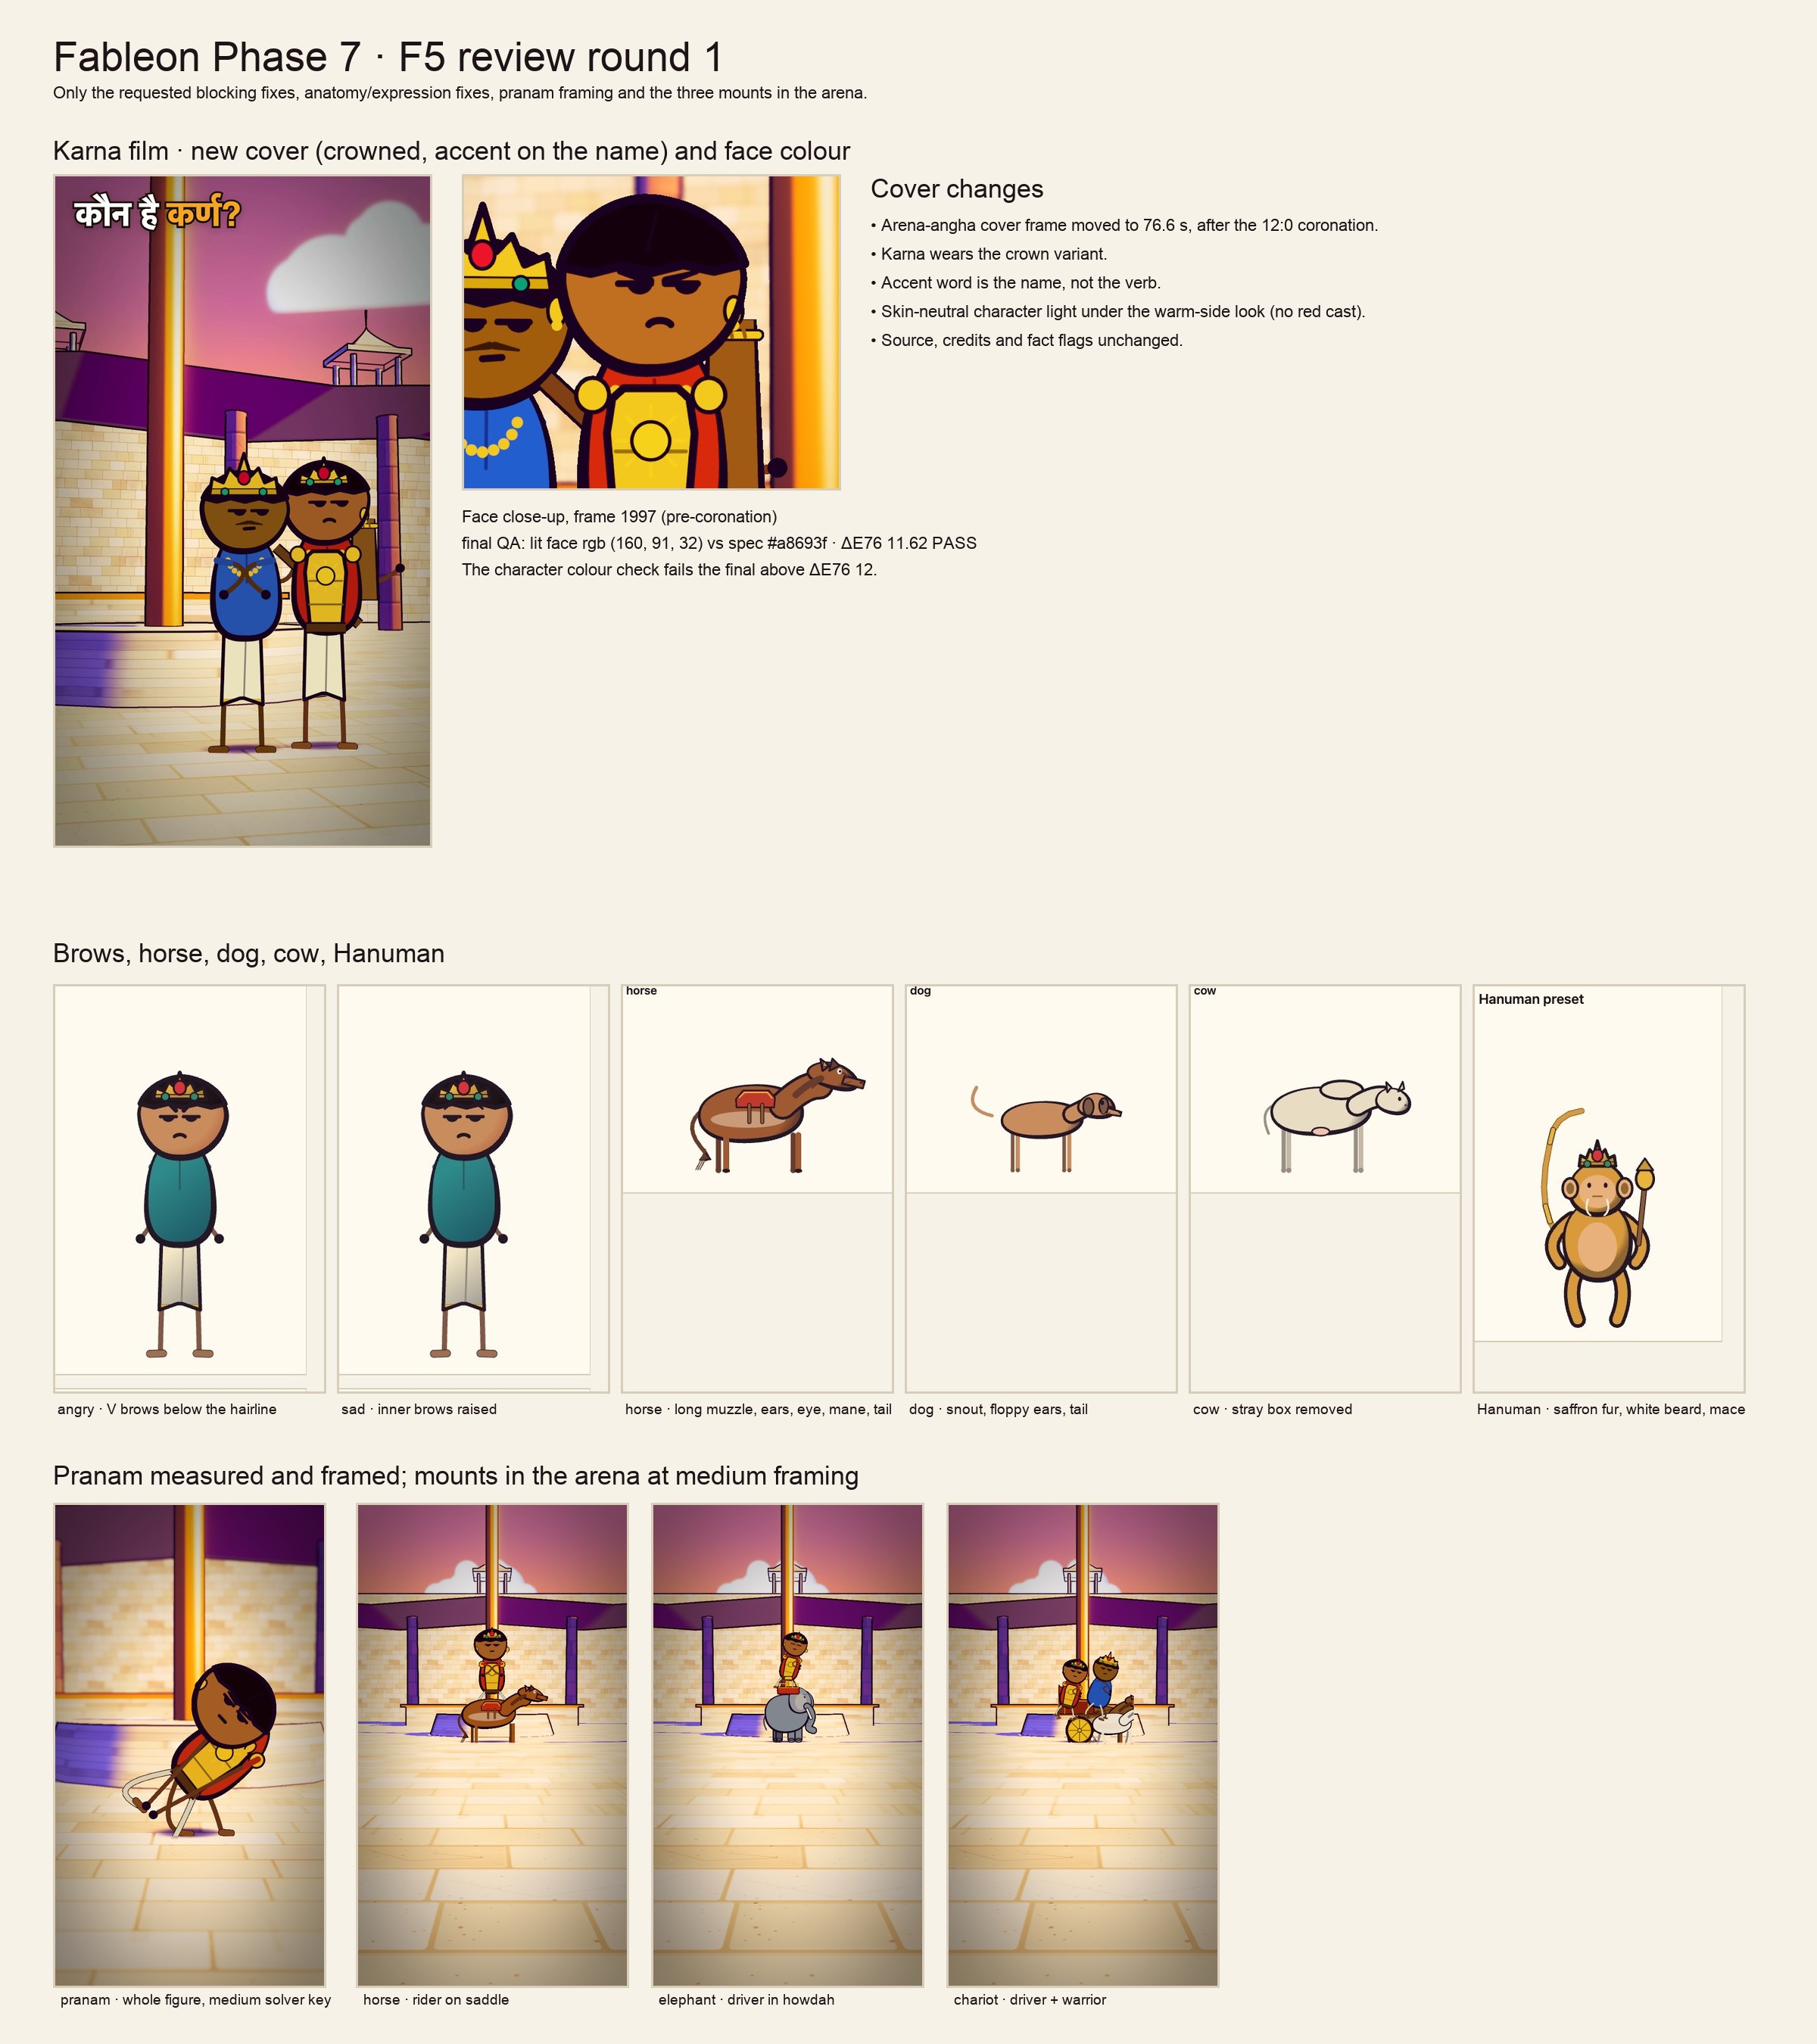 Fableon Phase 7 · F5 review round 1
Only the requested blocking fixes, anatomy/expression fixes, pranam framing and the three mounts in the arena.
Karna film · new cover (crowned, accent on the name) and face colour
कौन है कर्ण?
Cover changes
• Arena-angha cover frame moved to 76.6 s, after the 12:0 coronation.
• Karna wears the crown variant.
• Accent word is the name, not the verb.
• Skin-neutral character light under the warm-side look (no red cast).
• Source, credits and fact flags unchanged.
Face close-up, frame 1997 (pre-coronation)
final QA: lit face rgb (160, 91, 32) vs spec #a8693f · ΔE76 11.62 PASS
The character colour check fails the final above ΔE76 12.
Brows, horse, dog, cow, Hanuman
horse
dog
cow
Hanuman preset
angry · V brows below the hairline
sad · inner brows raised
horse · long muzzle, ears, eye, mane, tail
dog · snout, floppy ears, tail
cow · stray box removed
Hanuman · saffron fur, white beard, mace
Pranam measured and framed; mounts in the arena at medium framing
pranam · whole figure, medium solver key
horse · rider on saddle
elephant · driver in howdah
chariot · driver + warrior